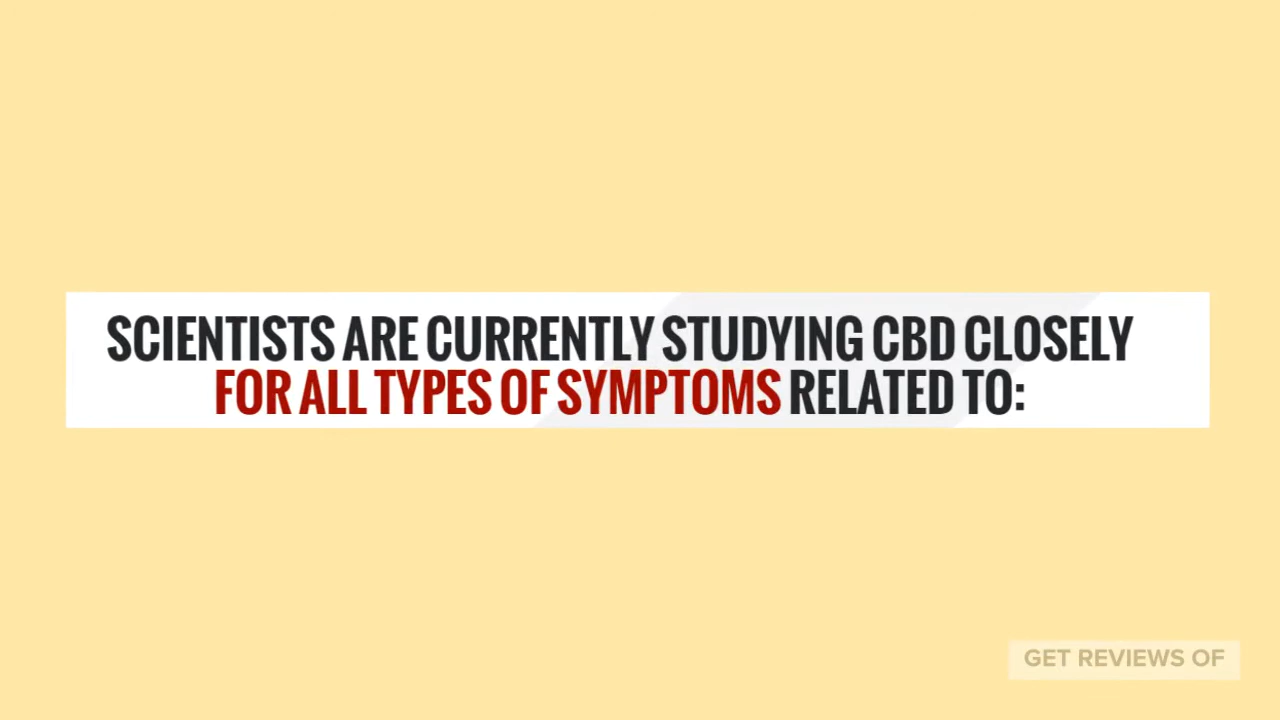 SCIENTISTS ARE CURRENTLY STUDYING CBD CLOSELY
FOR ALL TYPES OF SYMPTOMS RELATED TO:
GET REVIEWS OF